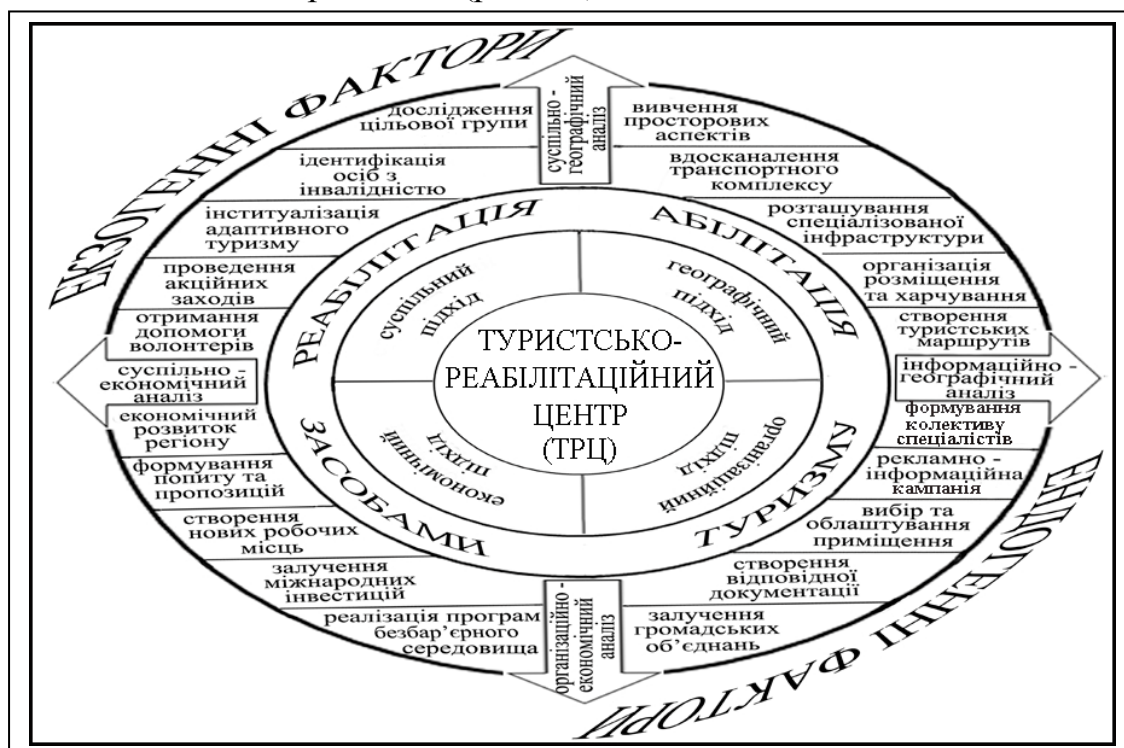 ЕКЗОГЕННІ ФАКТОРИ
суспільно -
географічний
аналіз
дослідження
цільової групи
ідентифікація
осіб з
інвалідністю
інституалізація
адаптивного
туризму
проведення
акційних
заходів
отримання
допомоги
волонтерів
суспільно -
економічний
аналіз
економічний
розвиток
регіону
формування
попиту та
пропозицій
створення
нових робочих
місць
залучення
міжнародних
інвестицій
реалізація програм
безбар’єрного
середовища
вивчення
просторових
аспектів
вдосканалення
транспортного
комплексу
розташування
спеціалізованої
інфраструктури
організація
розміщення
та харчування
створення
туристських
маршрутів
інформаційно -
географічний
аналіз
формування
колективу
спеціалістів
рекламно -
інформаційна
кампанія
вибір та
облаштування
приміщення
створення
відповідної
документації
залучення
громадських
об’єднань
організаційно -
економічний
аналіз
РЕАБІЛІТАЦІЯ
АБІЛІТАЦІЯ
ЗАСОБАМИ
ТУРИЗМУ
суспільний
підхід
географічний
підхід
економічний
підхід
організаційний
підхід
ТУРИСТСЬКО-
РЕАБІЛІТАЦІЙНИЙ
ЦЕНТР
(ТРЦ)
ЕНДОГЕННІ ФАКТОРИ